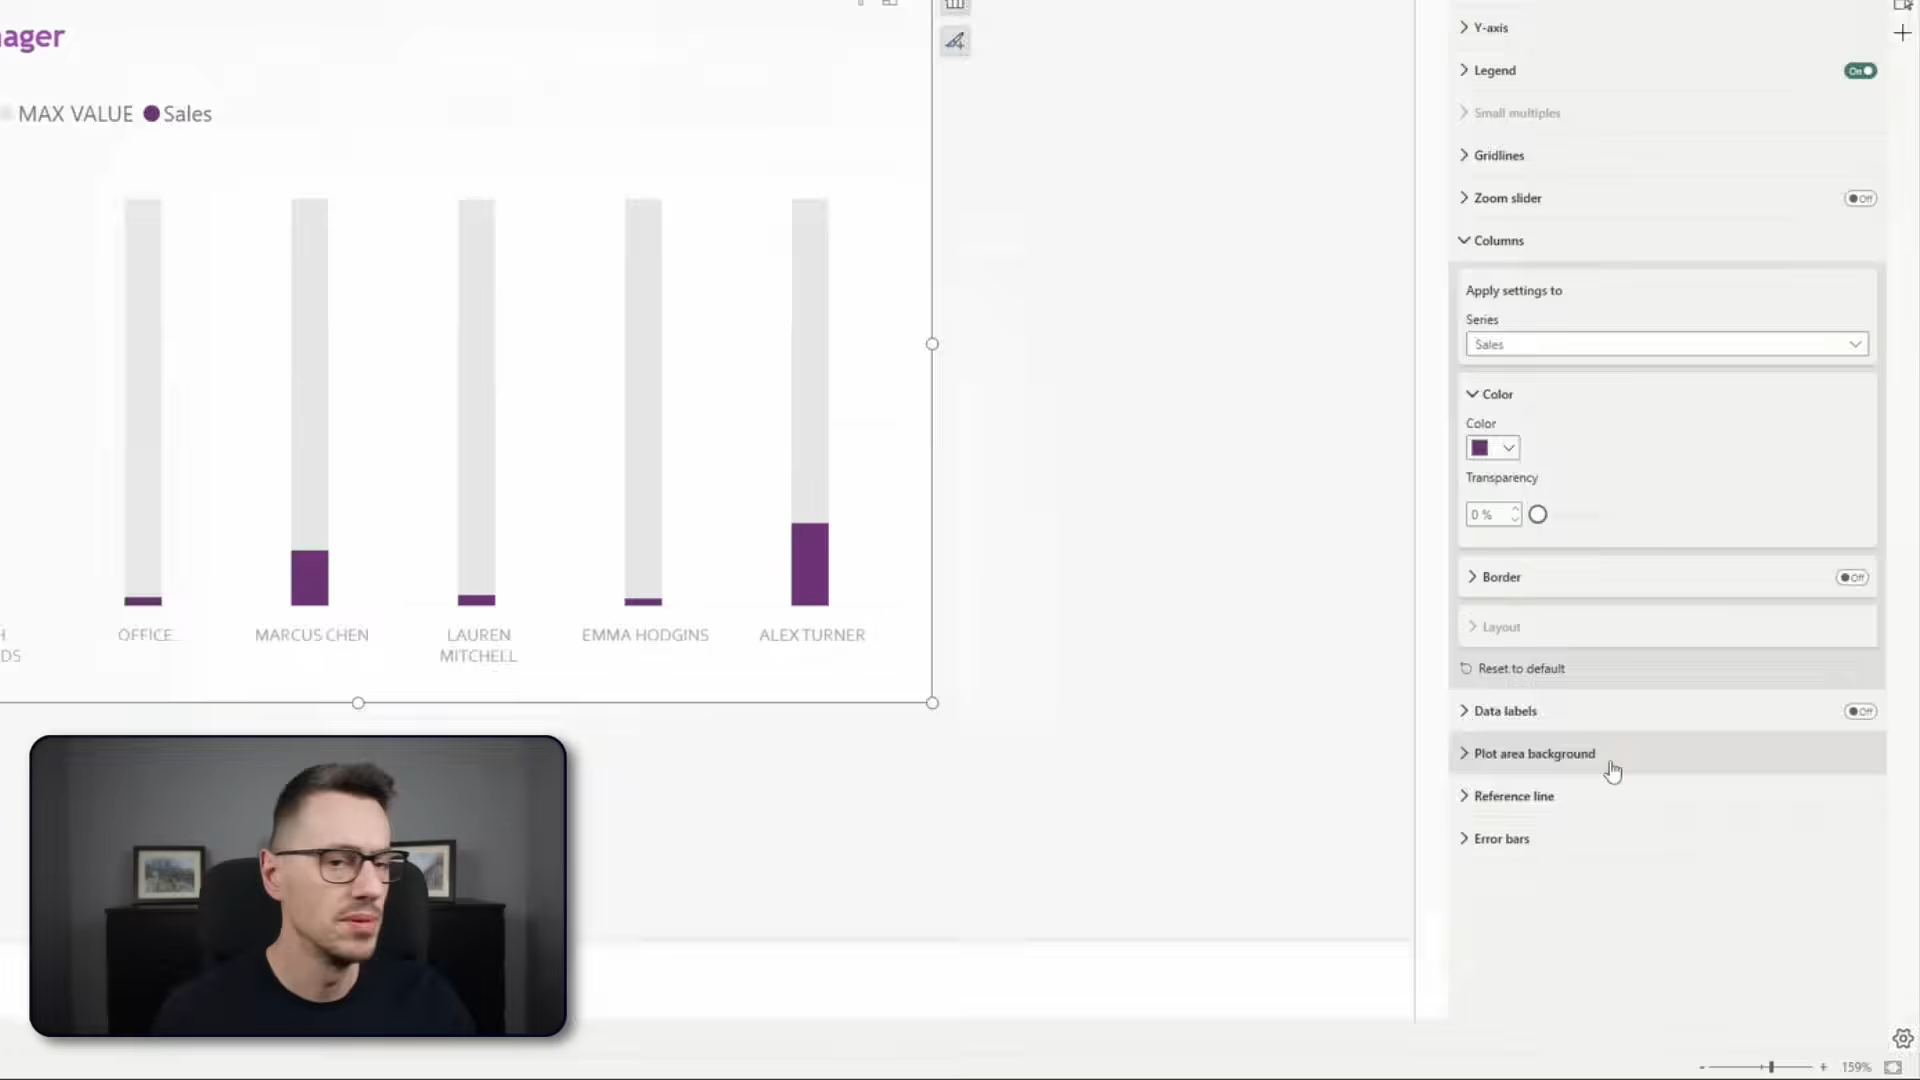 ager
MAX VALUE Sales
H
DS
OFFICE
MARCUS CHEN
LAUREN
MITCHELL
EMMA HODGINS
ALEX TURNER
Y-axis
Legend
On
Small multiples
Gridlines
Zoom slider
Off
Columns
Apply settings to
Series
Sales
Color
Color
Transparency
0 %
Border
Off
Layout
Reset to default
Data labels
Off
Plot area background
Reference line
Error bars
- + 159%